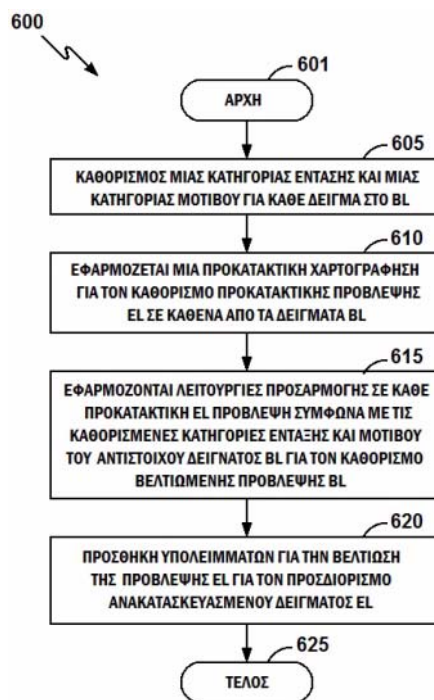 600
601
ΑΡΧΗ
605
ΚΑΘΟΡΙΣΜΟΣ ΜΙΑΣ ΚΑΤΗΓΟΡΙΑΣ ΕΝΤΑΣΗΣ ΚΑΙ ΜΙΑΣ
ΚΑΤΗΓΟΡΙΑΣ ΜΟΤΙΒΟΥ ΓΙΑ ΚΑΘΕ ΔΕΙΓΜΑ ΣΤΟ BL
610
ΕΦΑΡΜΟΖΕΤΑΙ ΜΙΑ ΠΡΟΚΑΤΑΚΤΙΚΗ ΧΑΡΤΟΓΡΑΦΗΣΗ
ΓΙΑ ΤΟΝ ΚΑΘΟΡΙΣΜΟ ΠΡΟΚΑΤΑΚΤΙΚΗΣ ΠΡΟΒΛΕΨΗΣ
EL ΣΕ ΚΑΘΕΝΑ ΑΠΟ ΤΑ ΔΕΙΓΜΑΤΑ BL
615
ΕΦΑΡΜΟΖΟΝΤΑΙ ΛΕΙΤΟΥΡΓΙΕΣ ΠΡΟΣΑΡΜΟΓΗΣ ΣΕ ΚΑΘΕ
ΠΡΟΚΑΤΑΚΤΙΚΗ EL ΠΡΟΒΛΕΨΗ ΣΥΜΦΩΝΑ ΜΕ ΤΙΣ
ΚΑΘΟΡΙΣΜΕΝΕΣ ΚΑΤΗΓΟΡΙΕΣ ΕΝΤΑΞΗΣ ΚΑΙ ΜΟΤΙΒΟΥ
ΤΟΥ ΑΝΤΙΣΤΟΙΧΟΥ ΔΕΙΓΝΑΤΟΣ BL ΓΙΑ ΤΟΝ ΚΑΘΟΡΙΣΜΟ
ΒΕΛΤΙΩΜΕΝΗΣ ΠΡΟΒΛΕΨΗΣ BL
620
ΠΡΟΣΘΗΚΗ ΥΠΟΛΕΙΜΜΑΤΩΝ ΓΙΑ ΤΗΝ ΒΕΛΤΙΩΣΗ
ΤΗΣ ΠΡΟΒΛΕΨΗΣ EL ΓΙΑ ΤΟΝ ΠΡΟΣΔΙΟΡΙΣΜΟ
ΑΝΑΚΑΤΑΣΚΕΥΑΣΜΕΝΟΥ ΔΕΙΓΜΑΤΟΣ EL
625
ΤΕΛΟΣ